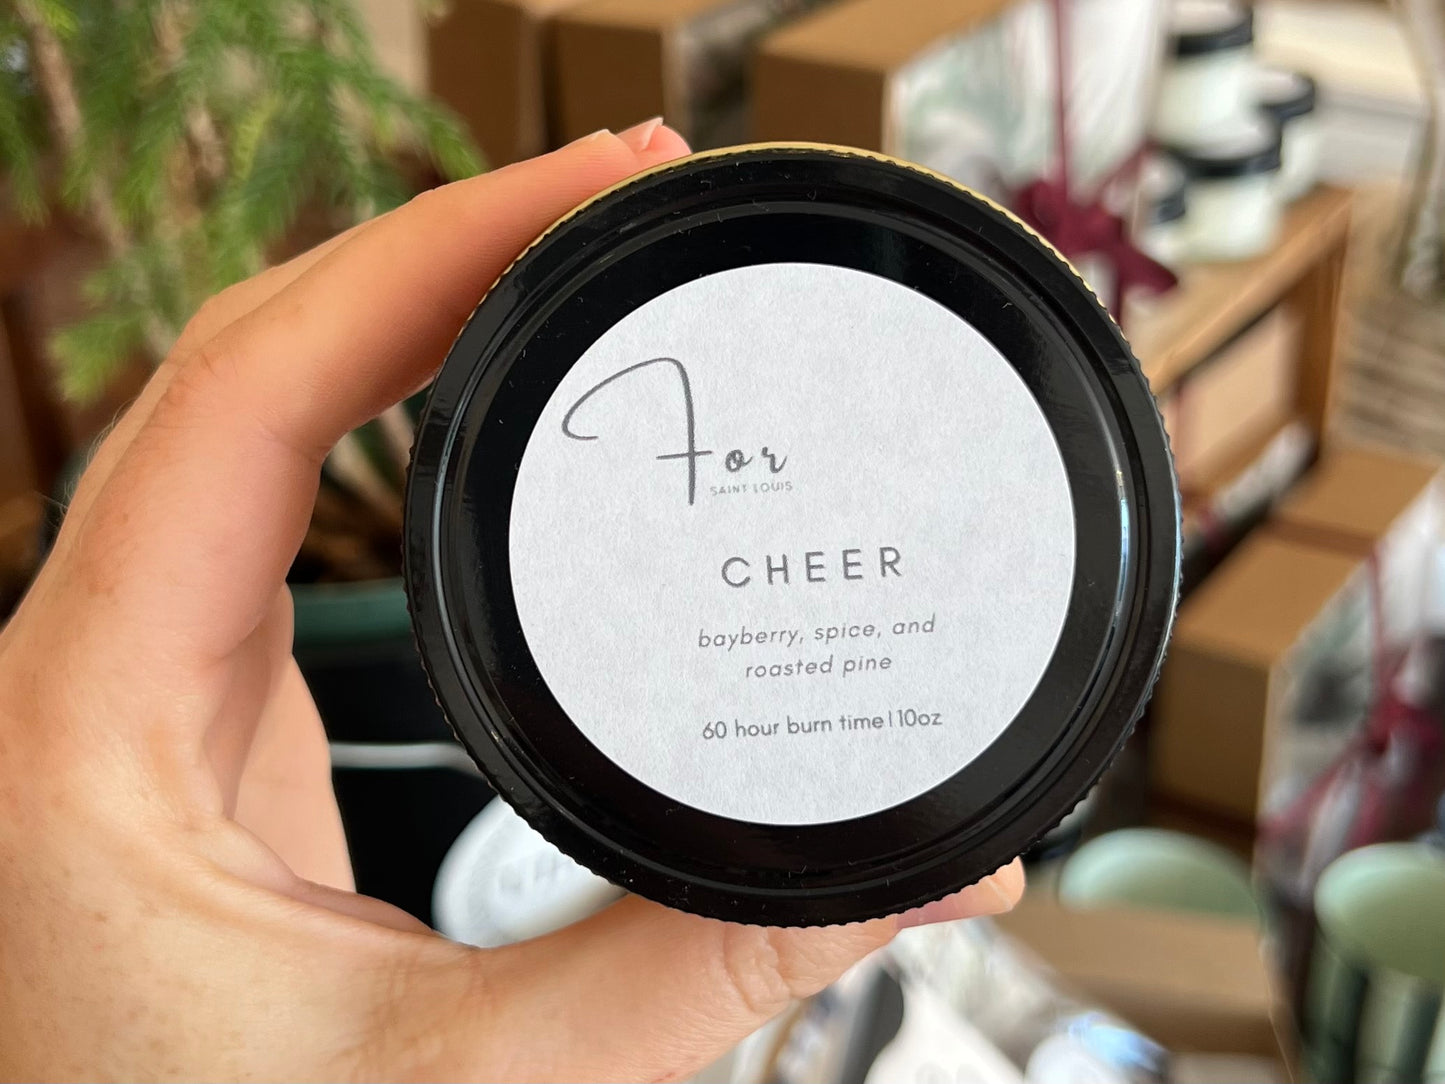 For
SAINT LOUIS
CHEER
bayberry, spice, and
roasted pine
60 hour burn time|10oz